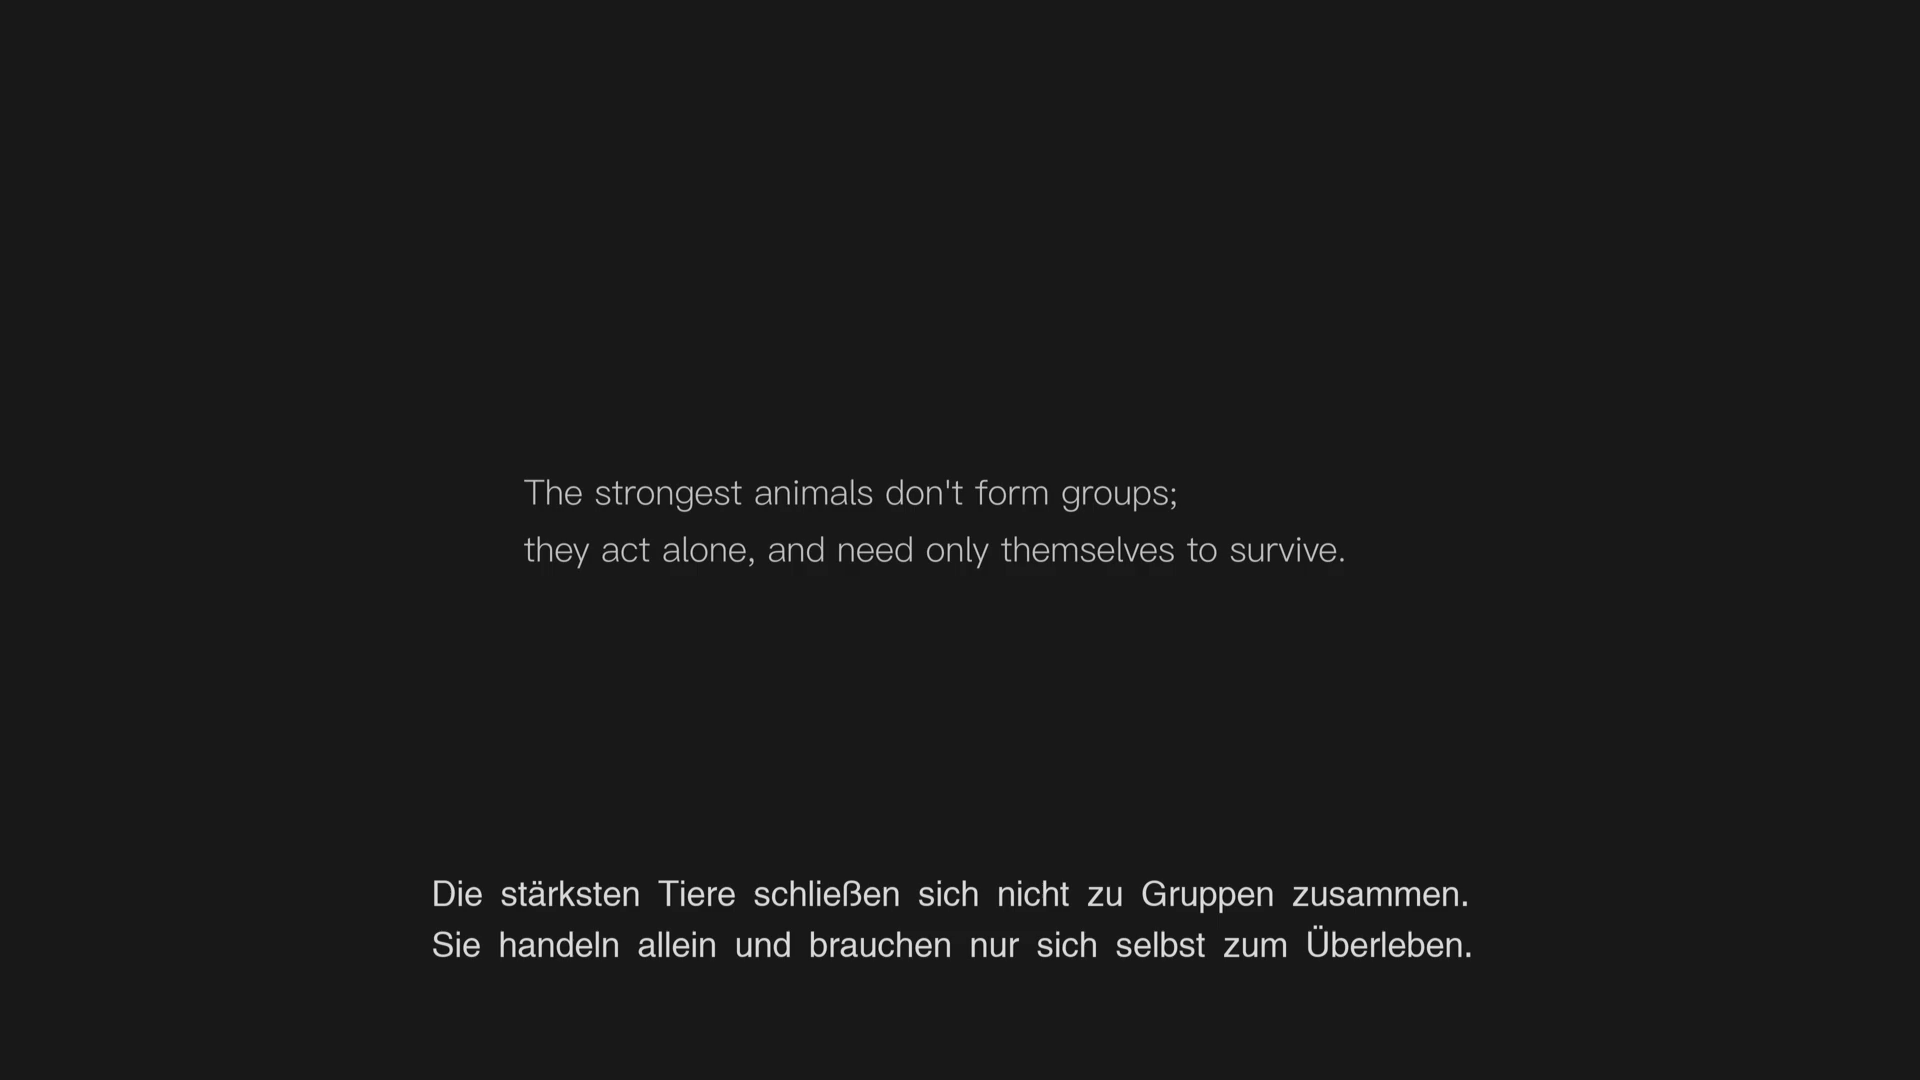 The strongest animals don't form groups;
they act alone, and need only themselves to survive.
Die stärksten Tiere schließen sich nicht zu Gruppen zusammen.
Sie handeln allein und brauchen nur sich selbst zum Überleben.